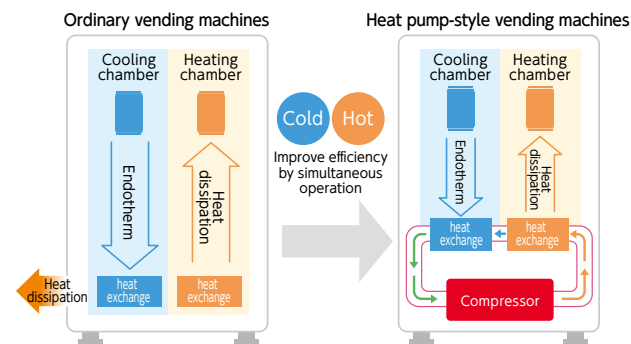 Ordinary vending machines
Cooling
chamber
Heating
chamber
Endotherm
Heat
dissipation
heat
exchange
heat
exchange
Heat
dissipation
Cold
Hot
Improve efficiency
by simultaneous
operation
Heat pump-style vending machines
Cooling
chamber
Heating
chamber
Endotherm
Heat
dissipation
heat
exchange
heat
exchange
Compressor